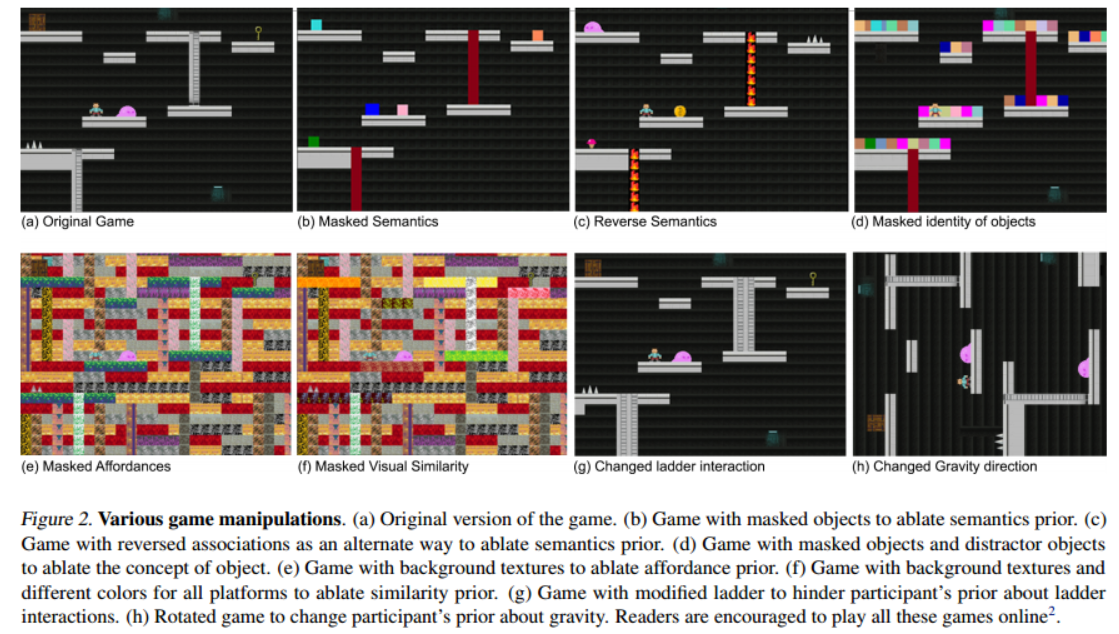 (a) Original Game
(b) Masked Semantics
(c) Reverse Semantics
(d) Masked identity of objects
(e) Masked Affordances
(f) Masked Visual Similarity
(g) Changed ladder interaction
(h) Changed Gravity direction
Figure 2. Various game manipulations. (a) Original version of the game. (b) Game with masked objects to ablate semantics prior. (c)
Game with reversed associations as an alternate way to ablate semantics prior. (d) Game with masked objects and distractor objects
to ablate the concept of object. (e) Game with background textures to ablate affordance prior. (f) Game with background textures and
different colors for all platforms to ablate similarity prior. (g) Game with modified ladder to hinder participant's prior about ladder
interactions. (h) Rotated game to change participant's prior about gravity. Readers are encouraged to play all these games online2.